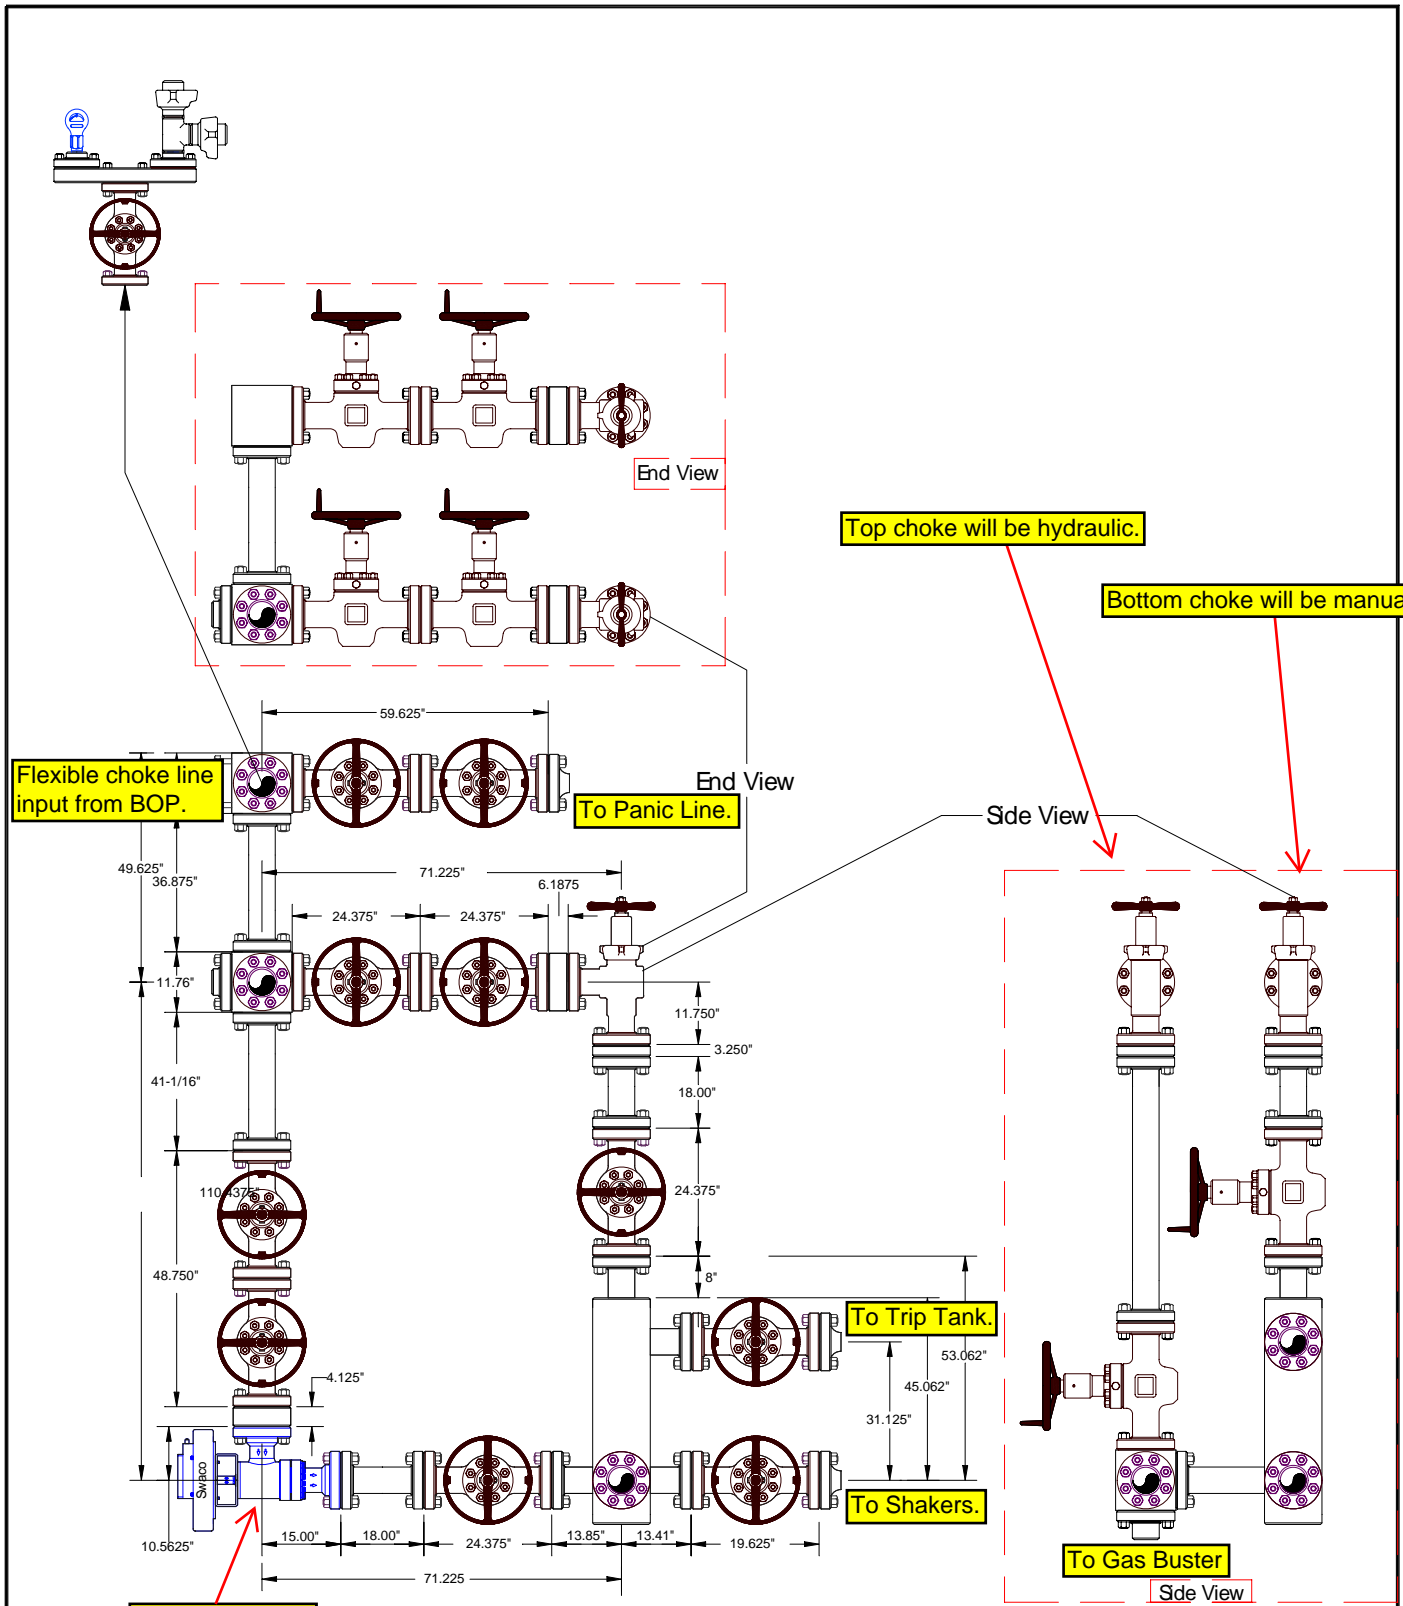 End View
Top choke will be hydraulic.
Bottom choke will be manua
59.625"
Flexible choke line
input from BOP.
End View
To Panic Line.
Side View
49.625"
36.875"
71.225"
6.1875
24.375"
24.375"
11.76"
11.750"
3.250"
41-1/16"
18.00"
110.4375"
24.375"
48.750"
8"
To Trip Tank.
53.062"
4.125"
45.062"
31.125"
Swaco
To Shakers.
10.5625"
15.00"
18.00"
24.375"
13.85"
13.41"
19.625"
To Gas Buster
71.225
Side View